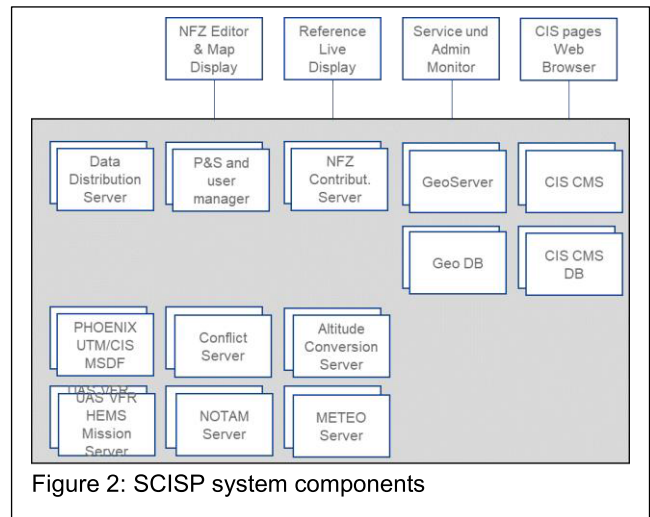 NFZ Editor
& Map
Display
Reference
Live
Display
Service und
Admin
Monitor
CIS pages
Web
Browser
Data
Distribution
Server
P&S and
user
manager
NFZ
Contribut.
Server
GeoServer
CIS CMS
Geo DB
CIS CMS
DB
PHOENIX
UTM/CIS
MSDF
Conflict
Server
Altitude
Conversion
Server
UAS VFR
UAS VFR
HEMS
Mission
Server
NOTAM
Server
METEO
Server
Figure 2: SCISP system components